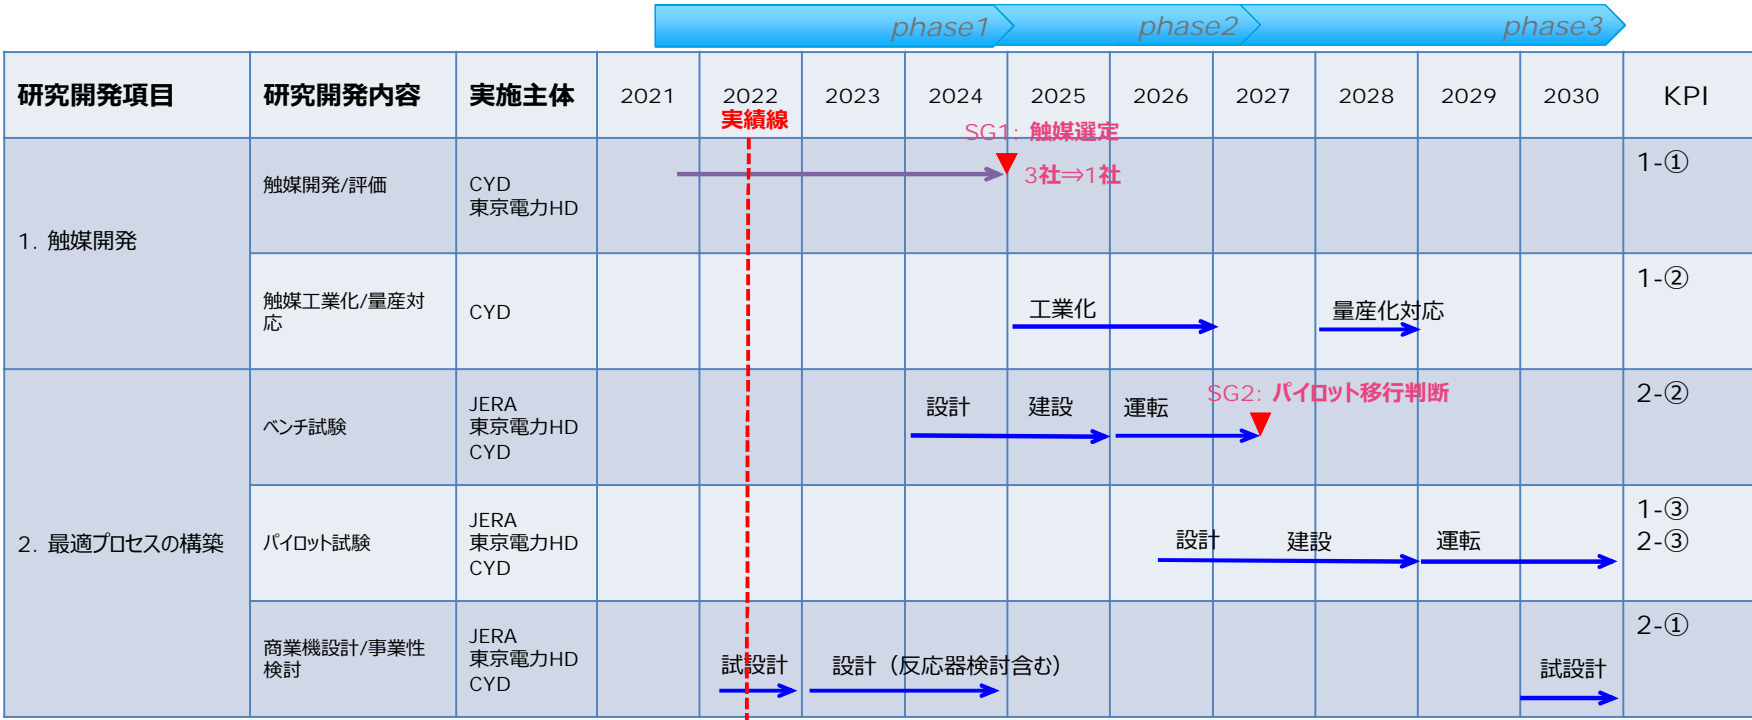 phase1
phase2
phase3
研究開発項目
研究開発内容
実施主体
2021
2022
2023
2024
2025
2026
2027
2028
2029
2030
KPI
実績線
SG1: 触媒選定
3社⇒1社
1. 触媒開発
触媒開発/評価
CYD
東京電力HD
1-①
触媒工業化/量産対
応
CYD
工業化
量産化対応
1-②
2. 最適プロセスの構築
ベンチ試験
JERA
東京電力HD
CYD
設計
建設
運転
SG2: パイロット移行判断
2-②
パイロット試験
JERA
東京電力HD
CYD
設計
建設
運転
1-③
2-③
商業機設計/事業性
検討
JERA
東京電力HD
CYD
試設計
設計（反応器検討含む）
試設計
2-①